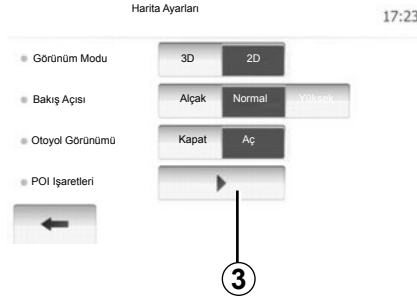 Harita Ayarları
17:23
Görünüm Modu 3D 2D
Bakış Açısı Alçak Normal Yüksek
Otoyol Görünümü Kapat Aç
POI Işaretleri
3